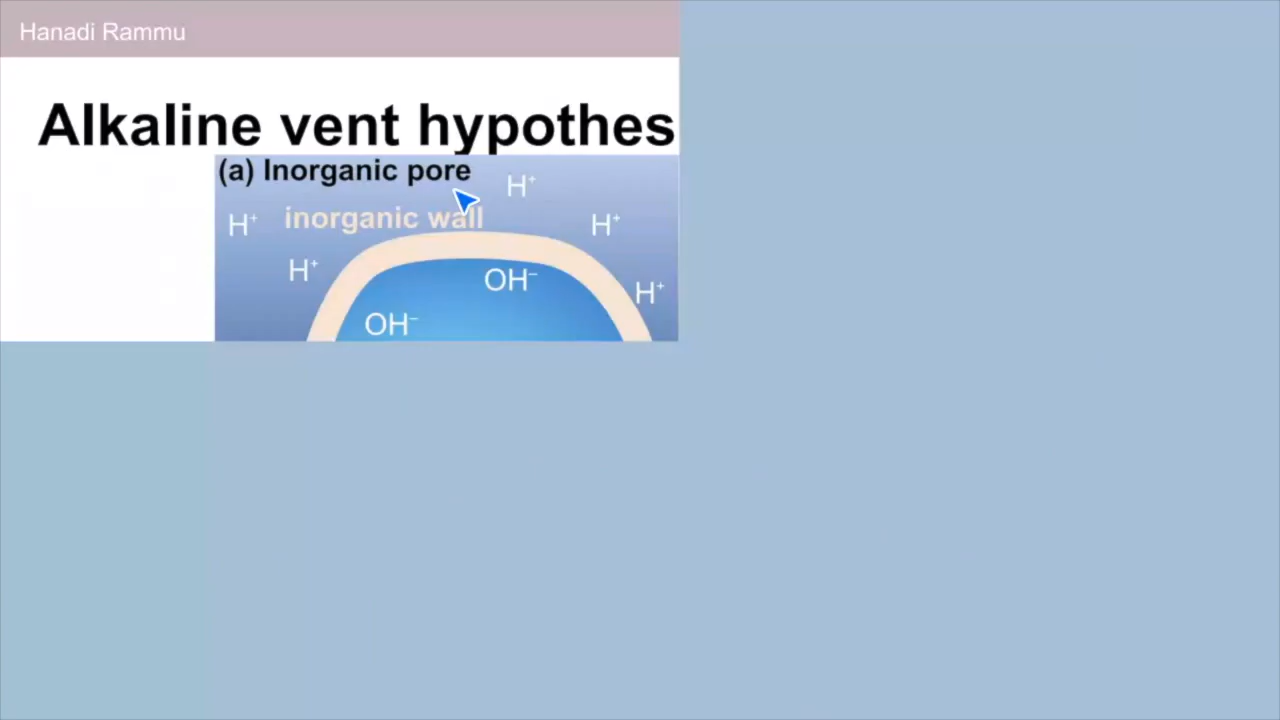 Hanadi Rammu
Alkaline vent hypothes
(a) Inorganic pore
H⁺
inorganic wall
H⁺
H⁺
H⁺
OH⁻
H⁺
OH⁻